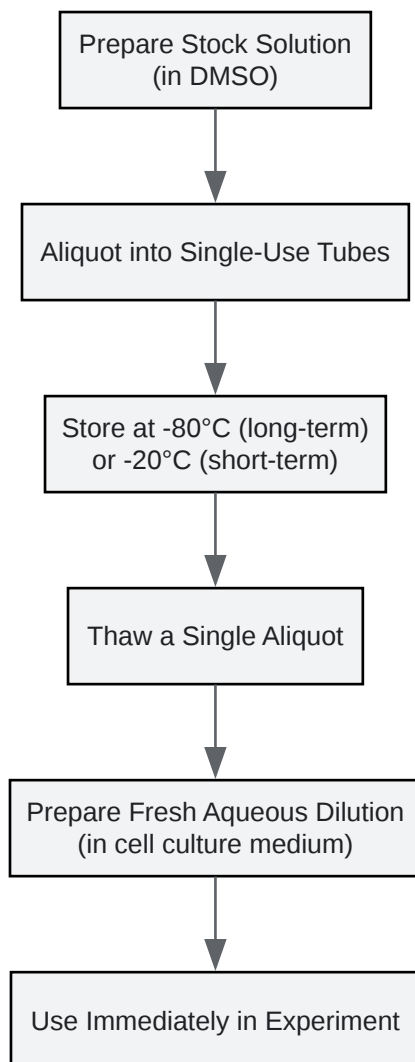 Prepare Stock Solution
(in DMSO)
Aliquot into Single-Use Tubes
Store at -80°C (long-term)
or -20°C (short-term)
Thaw a Single Aliquot
Prepare Fresh Aqueous Dilution
(in cell culture medium)
Use Immediately in Experiment